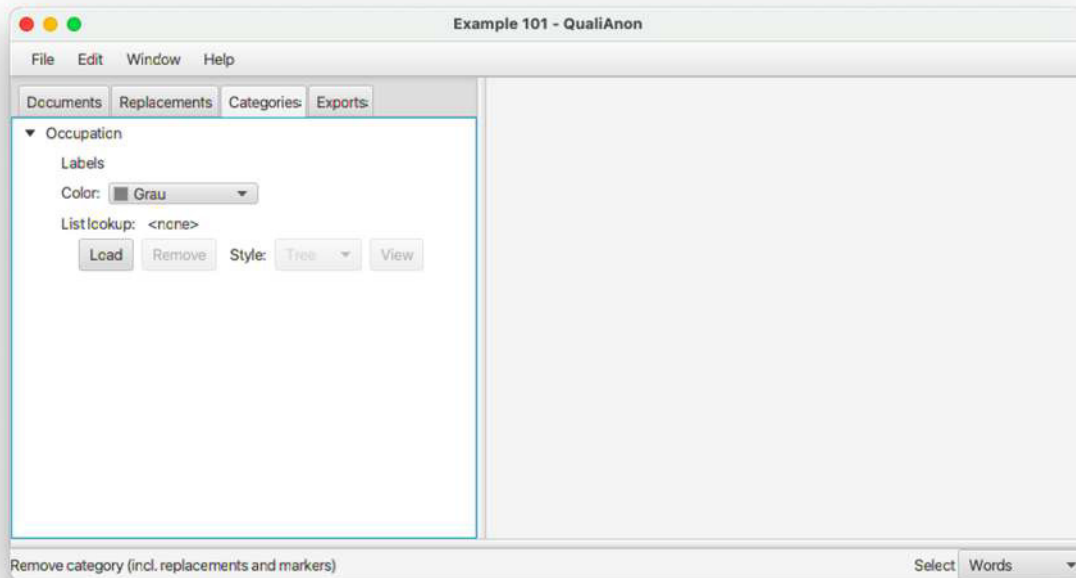 Example 101 - QualiAnon
File Edit Window Help
Documents Replacements Categories Exports
Occupation
Labels
Color: Grau
List lookup: <none>
Load Remove Style: Tree View
Remove category (incl. replacements and markers) Select Words